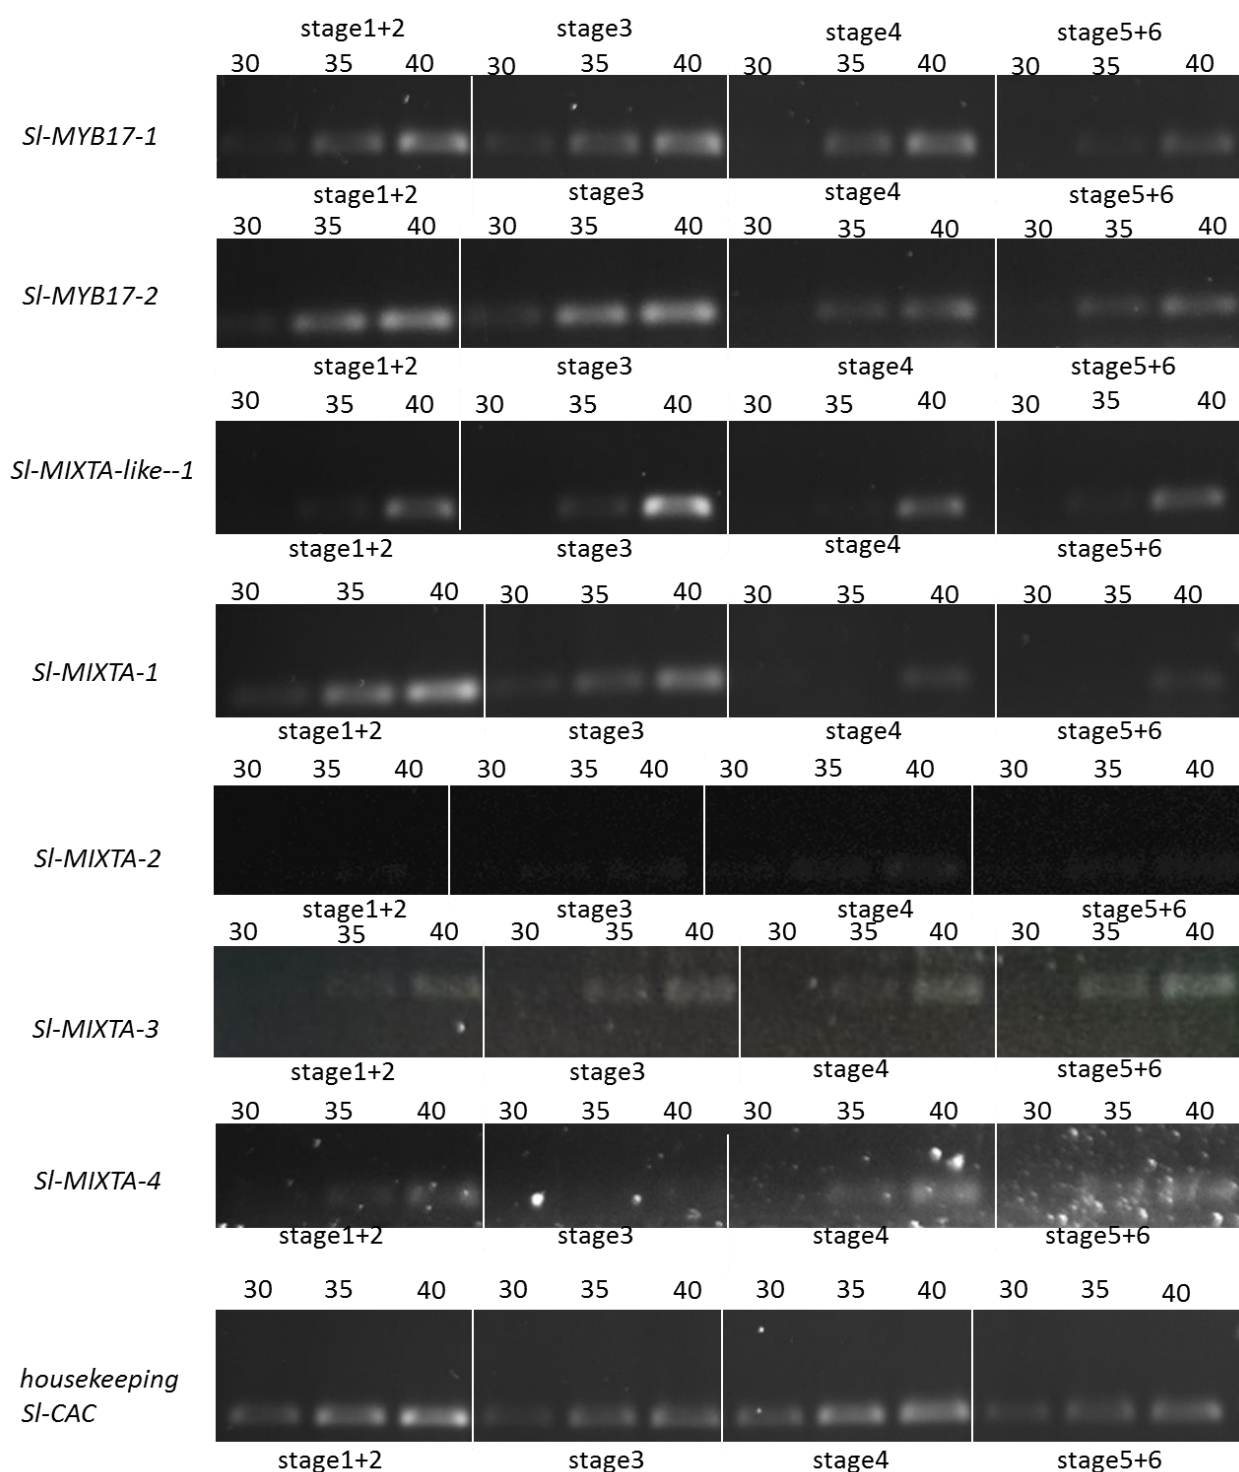 stage1+2 stage3 stage4 stage5+6
30 35 40 30 35 40 30 35 40 30 35 40
Sl-MYB17-1
stage1+2 stage3 stage4 stage5+6
30 35 40 30 35 40 30 35 40 30 35 40
Sl-MYB17-2
stage1+2 stage3 stage4 stage5+6
30 35 40 30 35 40 30 35 40 30 35 40
Sl-MIXTA-like--1
stage1+2 stage3 stage4 stage5+6
30 35 40 30 35 40 30 35 40 30 35 40
Sl-MIXTA-1
stage1+2 stage3 stage4 stage5+6
30 35 40 30 35 40 30 35 40 30 35 40
Sl-MIXTA-2
stage1+2 stage3 stage4 stage5+6
30 35 40 30 35 40 30 35 40 30 35 40
Sl-MIXTA-3
stage1+2 stage3 stage4 stage5+6
30 35 40 30 35 40 30 35 40 30 35 40
Sl-MIXTA-4
stage1+2 stage3 stage4 stage5+6
30 35 40 30 35 40 30 35 40 30 35 40
housekeeping
Sl-CAC
stage1+2 stage3 stage4 stage5+6